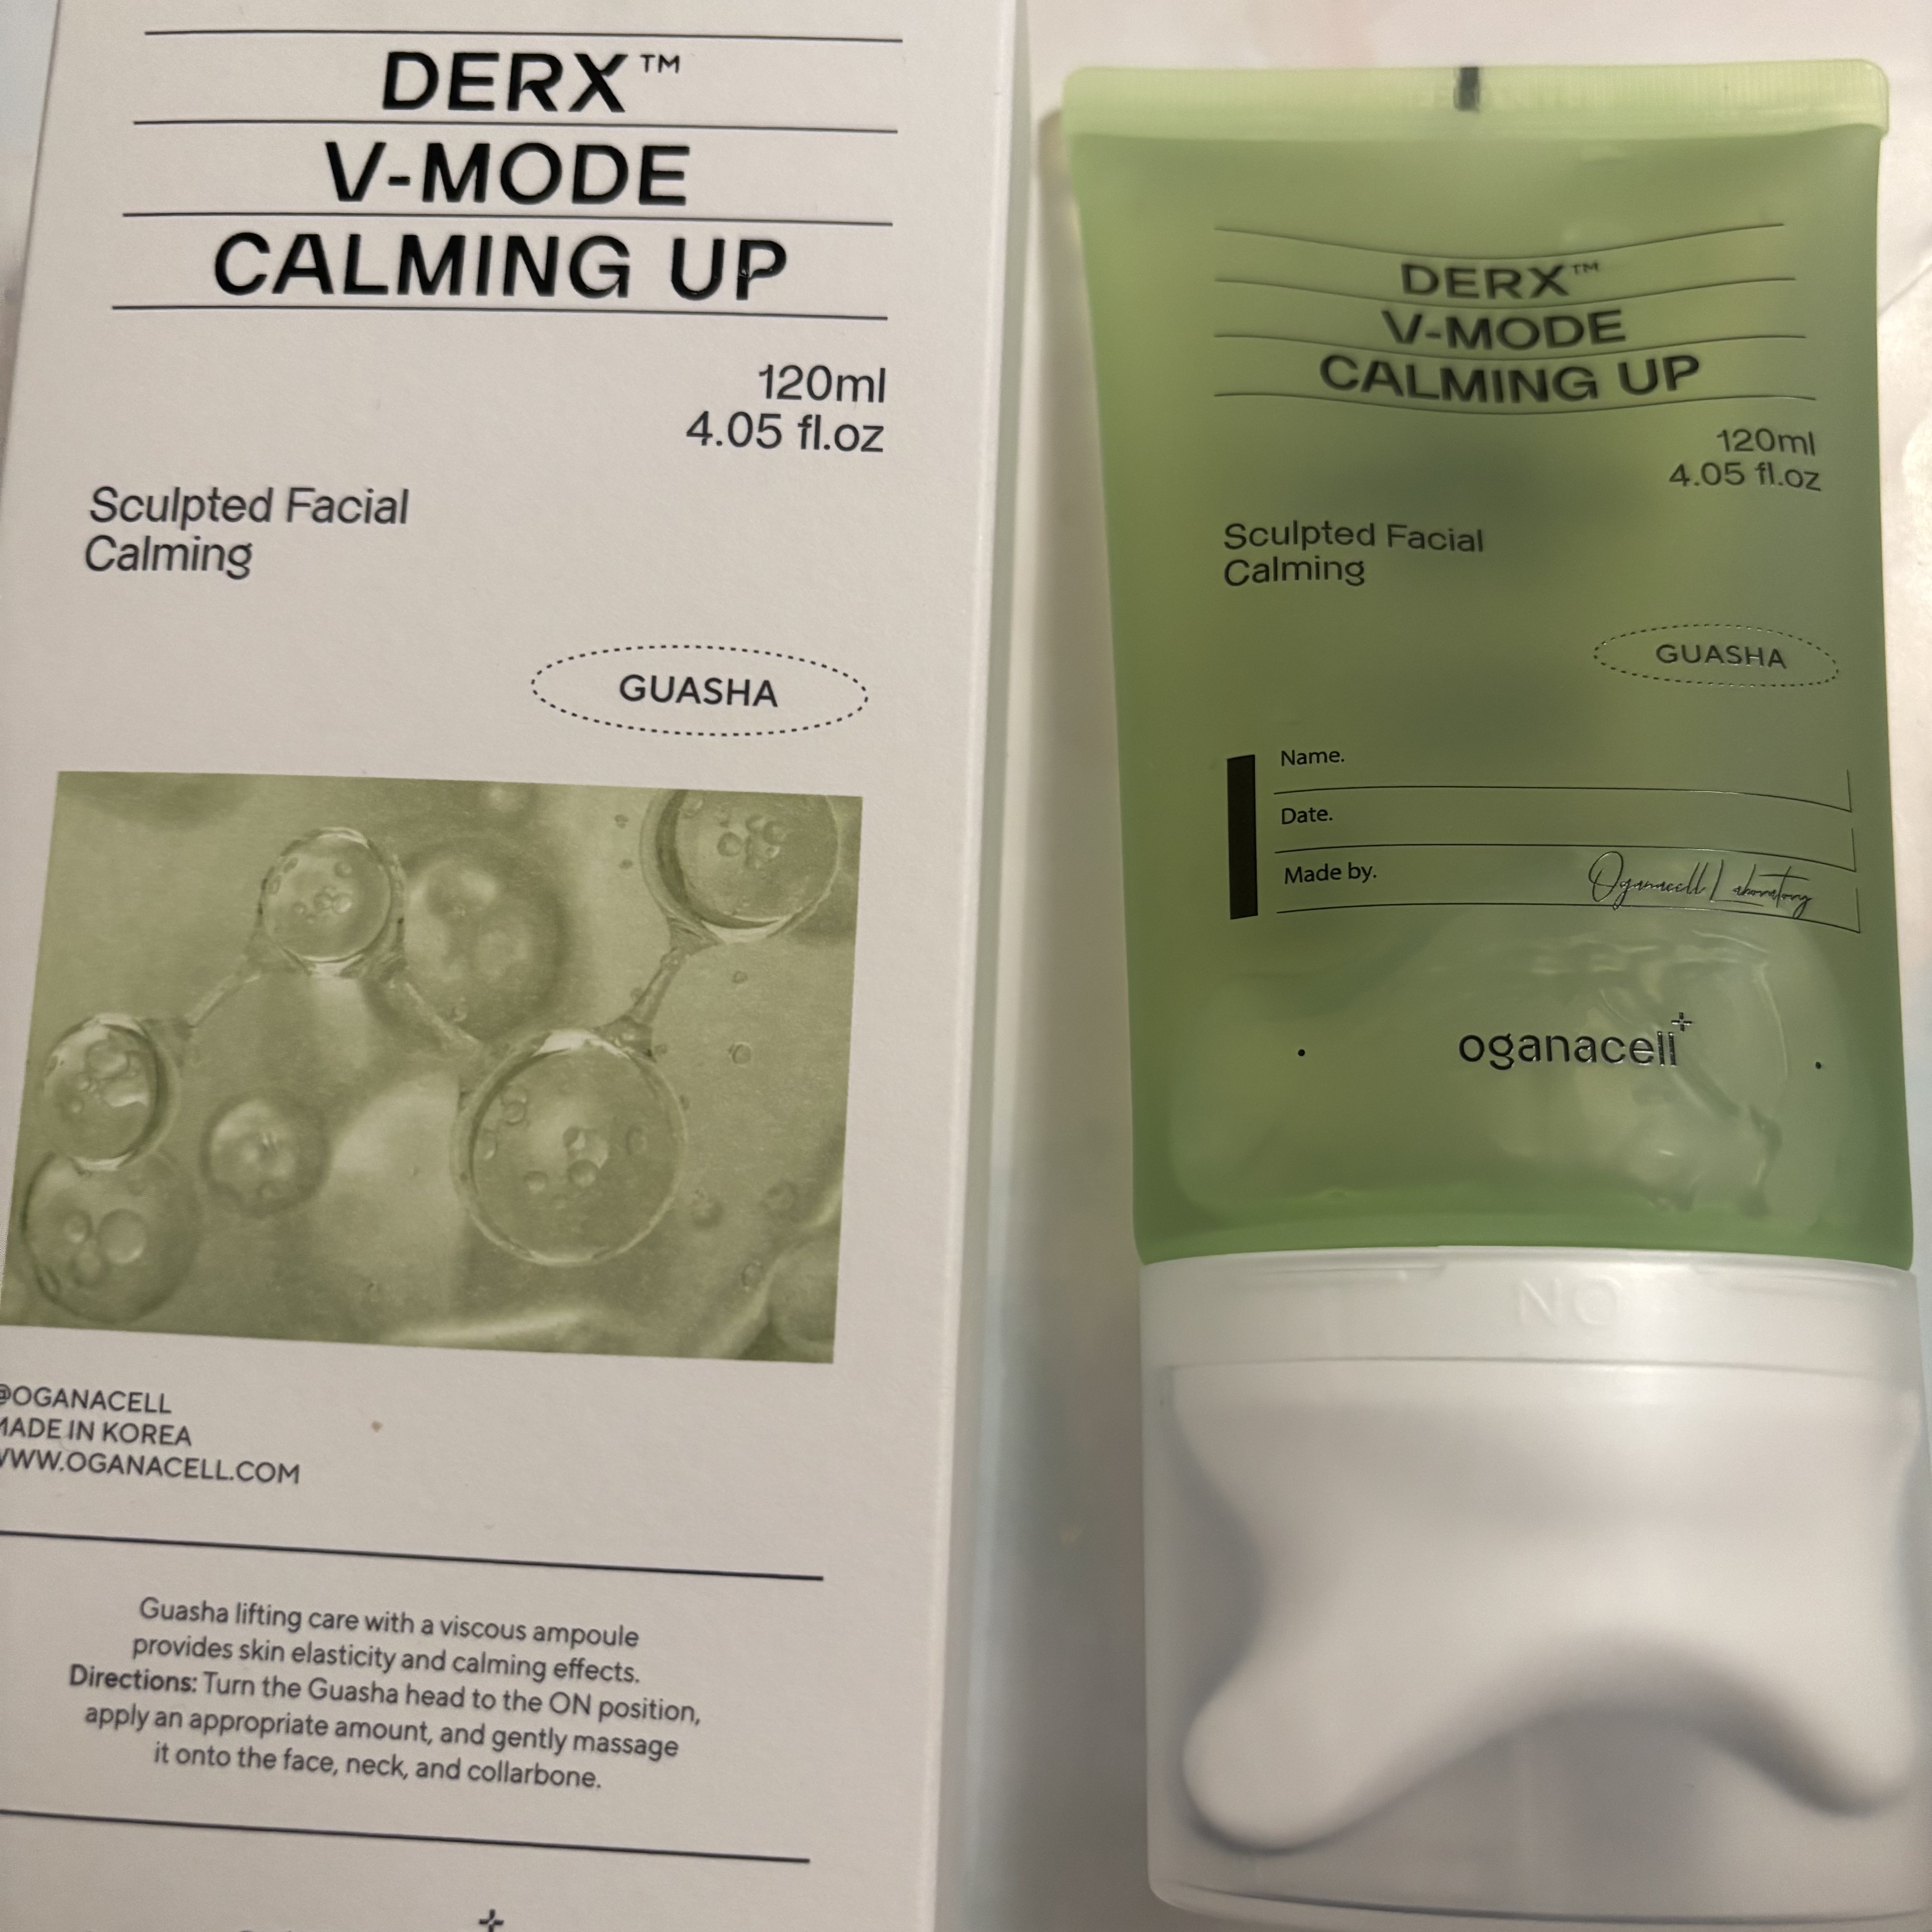 DERX™
V-MODE
CALMING UP
120ml
4.05 fl.oz
Sculpted Facial
Calming
GUASHA
@OGANACELL
MADE IN KOREA
WWW.OGANACELL.COM
Guasha lifting care with a viscous ampoule
provides skin elasticity and calming effects.
Directions: Turn the Guasha head to the ON position,
apply an appropriate amount, and gently massage
it onto the face, neck, and collarbone.
DERX™
V-MODE
CALMING UP
120ml
4.05 fl.oz
Sculpted Facial
Calming
GUASHA
Name.
Date.
Made by. Oganacell Laboratory
oganacell+
ON